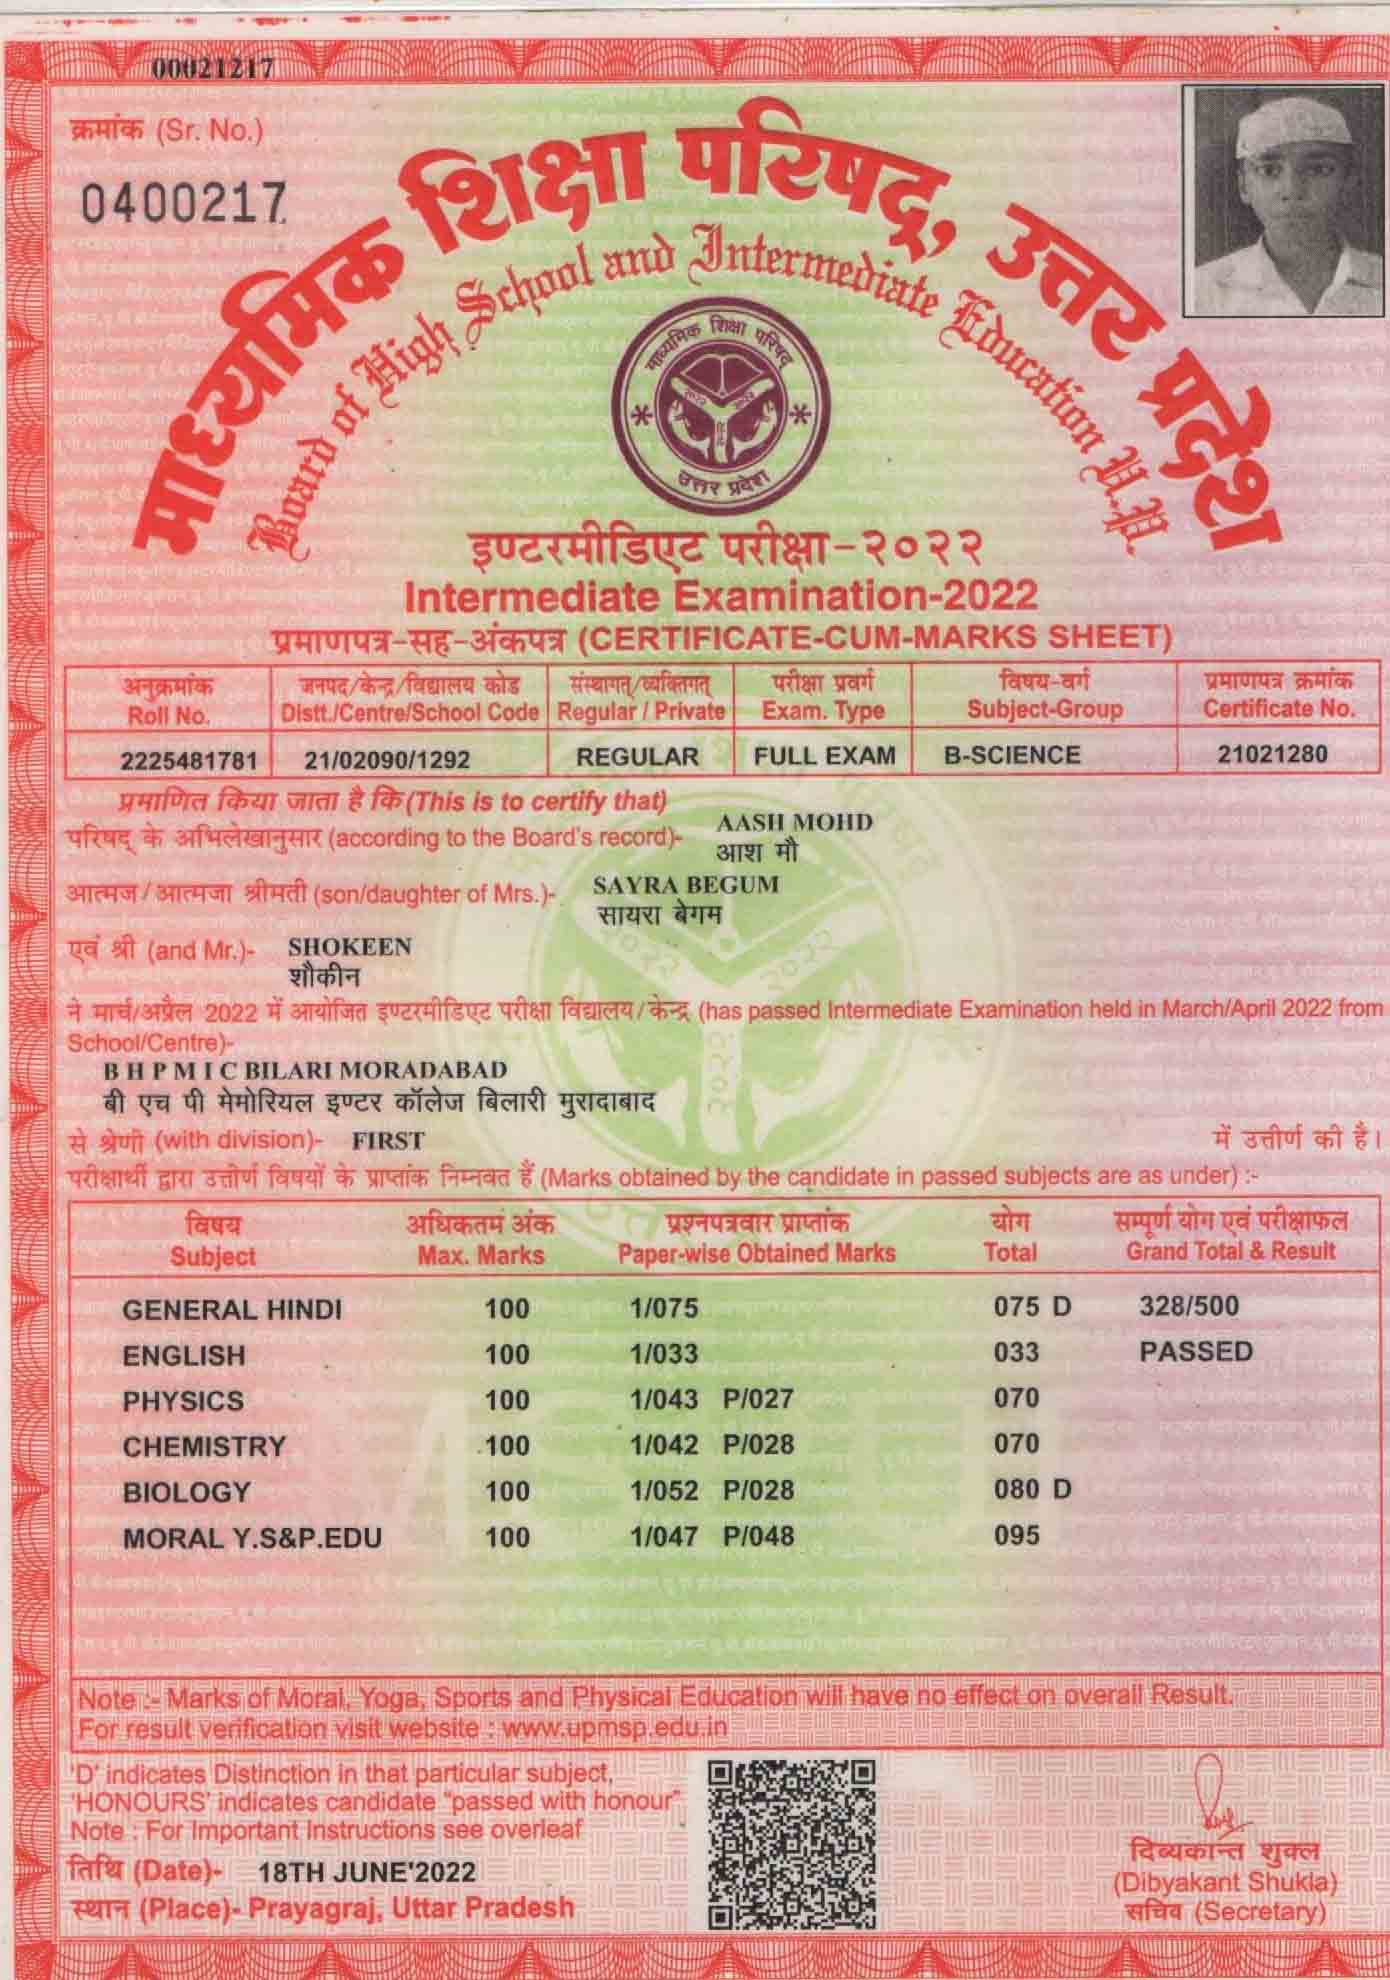 00021217
क्रमांक (Sr. No.)
0400217
माध्यमिक शिक्षा परिषद्, उत्तर प्रदेश
Board of High School and Intermediate Education U.P.
माध्यमिक शिक्षा परिषद्
उत्तर प्रदेश
इण्टरमीडिएट परीक्षा-२०२२
Intermediate Examination-2022
प्रमाणपत्र-सह-अंकपत्र (CERTIFICATE-CUM-MARKS SHEET)
अनुक्रमांक जनपद/केन्द्र/विद्यालय कोड संस्थागत्/व्यक्तिगत् परीक्षा प्रवर्ग विषय-वर्ग प्रमाणपत्र क्रमांक
Roll No. Distt./Centre/School Code Regular / Private Exam. Type Subject-Group Certificate No.
2225481781 21/02090/1292 REGULAR FULL EXAM B-SCIENCE 21021280
प्रमाणित किया जाता है कि (This is to certify that)
परिषद् के अभिलेखानुसार (according to the Board's record)- AASH MOHD
आश मौ
आत्मज/आत्मजा श्रीमती (son/daughter of Mrs.)- SAYRA BEGUM
सायरा बेगम
एवं श्री (and Mr.)- SHOKEEN
शौकीन
ने मार्च/अप्रैल 2022 में आयोजित इण्टरमीडिएट परीक्षा विद्यालय/केन्द्र (has passed Intermediate Examination held in March/April 2022 from
School/Centre)-
B H P M I C BILARI MORADABAD
बी एच पी मेमोरियल इण्टर कॉलेज बिलारी मुरादाबाद
से श्रेणी (with division)- FIRST में उत्तीर्ण की है।
परीक्षार्थी द्वारा उत्तीर्ण विषयों के प्राप्तांक निम्नवत हैं (Marks obtained by the candidate in passed subjects are as under) :-
विषय अधिकतम अंक प्रश्नपत्रवार प्राप्तांक योग सम्पूर्ण योग एवं परीक्षाफल
Subject Max. Marks Paper-wise Obtained Marks Total Grand Total & Result
GENERAL HINDI 100 1/075 075 D 328/500
ENGLISH 100 1/033 033 PASSED
PHYSICS 100 1/043 P/027 070
CHEMISTRY 100 1/042 P/028 070
BIOLOGY 100 1/052 P/028 080 D
MORAL Y.S&P.EDU 100 1/047 P/048 095
Note :- Marks of Moral, Yoga, Sports and Physical Education will have no effect on overall Result.
For result verification visit website : www.upmsp.edu.in
'D' indicates Distinction in that particular subject,
'HONOURS' indicates candidate "passed with honour"
Note : For Important Instructions see overleaf
तिथि (Date)- 18TH JUNE'2022
स्थान (Place)- Prayagraj, Uttar Pradesh
दिव्यकान्त शुक्ल
(Dibyakant Shukla)
सचिव (Secretary)